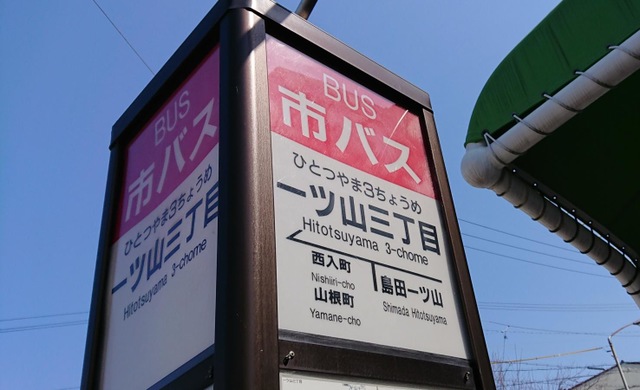 BUS
市バス
ひとつやま3ちょうめ
一ツ山三丁目
Hitotsuyama 3-chome
BUS
市バス
ひとつやま3ちょうめ
一ツ山三丁目
Hitotsuyama 3-chome
西入町
Nishiiri-cho
山根町
Yamane-cho
島田一ツ山
Shimada Hitotsuyama